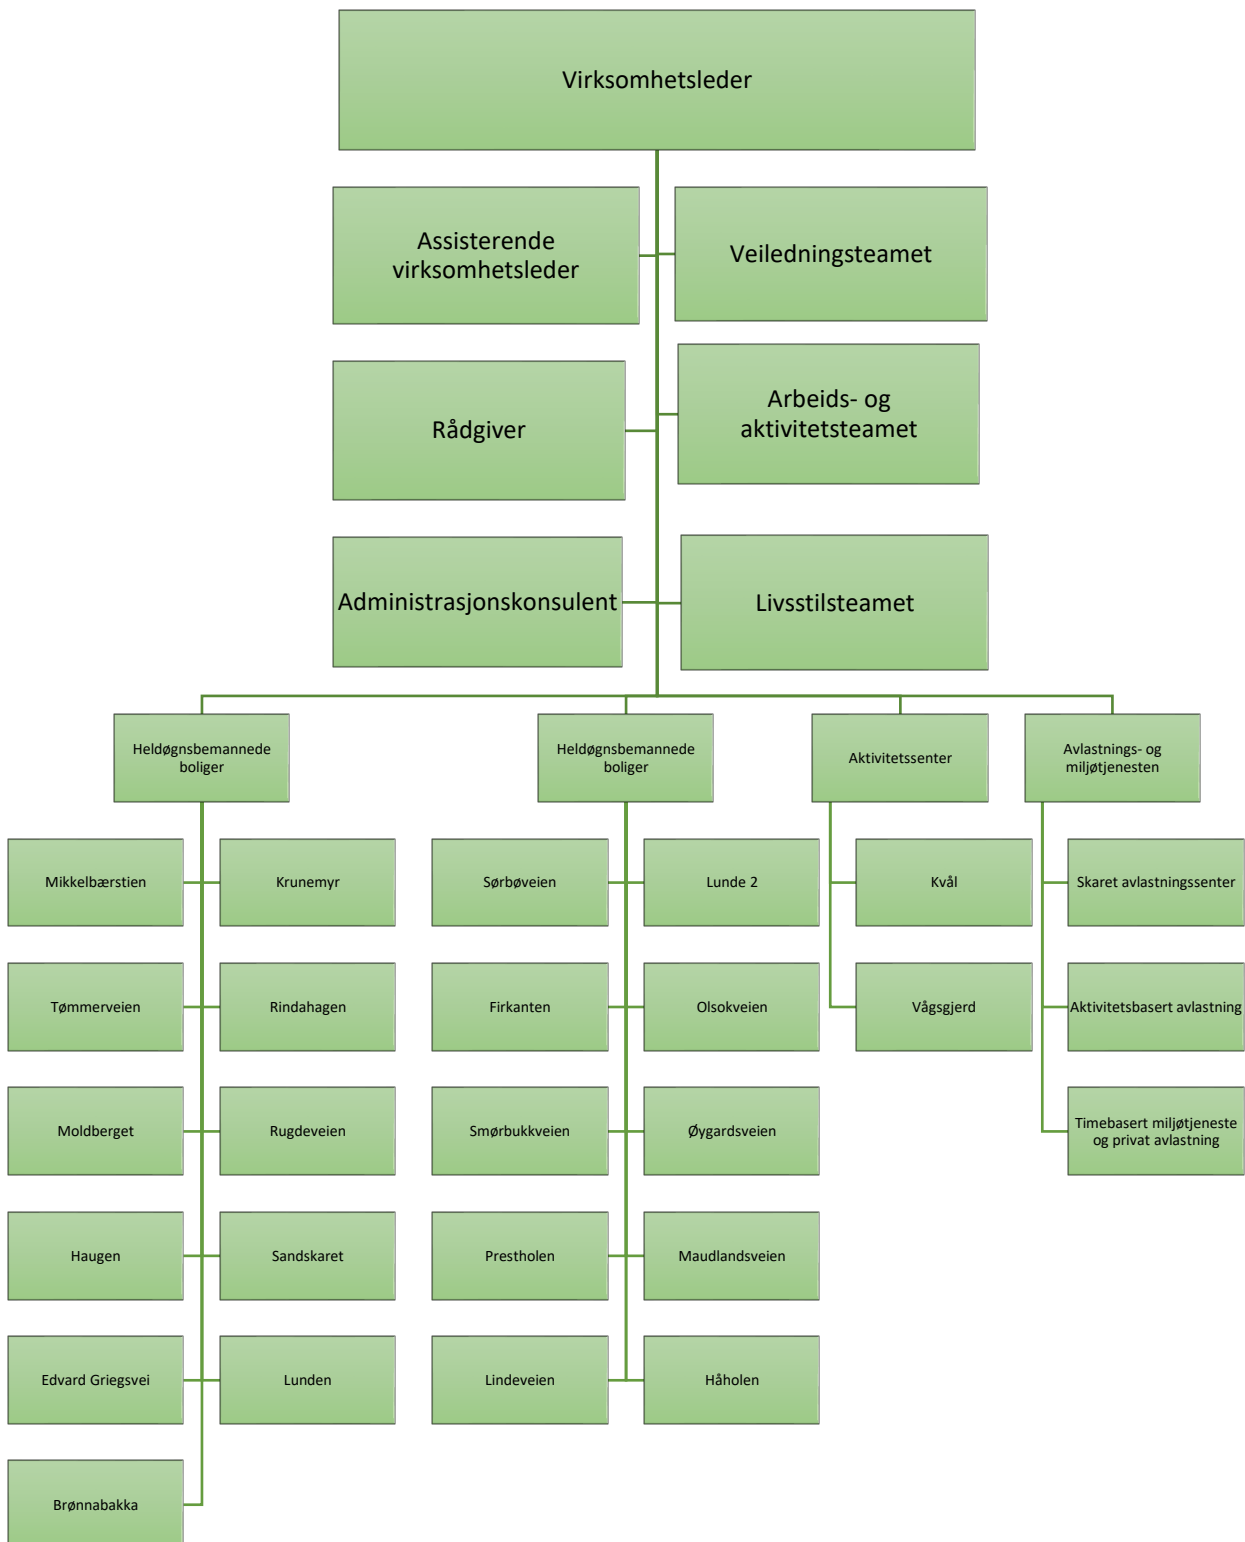 Virksomhetsleder
Assisterende
virksomhetsleder
Veiledningsteamet
Rådgiver
Arbeids- og
aktivitetsteamet
Administrasjonskonsulent
Livsstilsteamet
Heldøgnsbemannede
boliger
Heldøgnsbemannede
boliger
Aktivitetssenter
Avlastnings- og
miljøtjenesten
Mikkelbærstien
Krunemyr
Sørbøveien
Lunde 2
Kvål
Skaret avlastningssenter
Tømmerveien
Rindahagen
Firkanten
Olsokveien
Vågsgjerd
Aktivitetsbasert avlastning
Moldberget
Rugdeveien
Smørbukkveien
Øygardsveien
Timebasert miljøtjeneste
og privat avlastning
Haugen
Sandskaret
Prestholen
Maudlandsveien
Edvard Griegsvei
Lunden
Lindeveien
Håholen
Brønnabakka